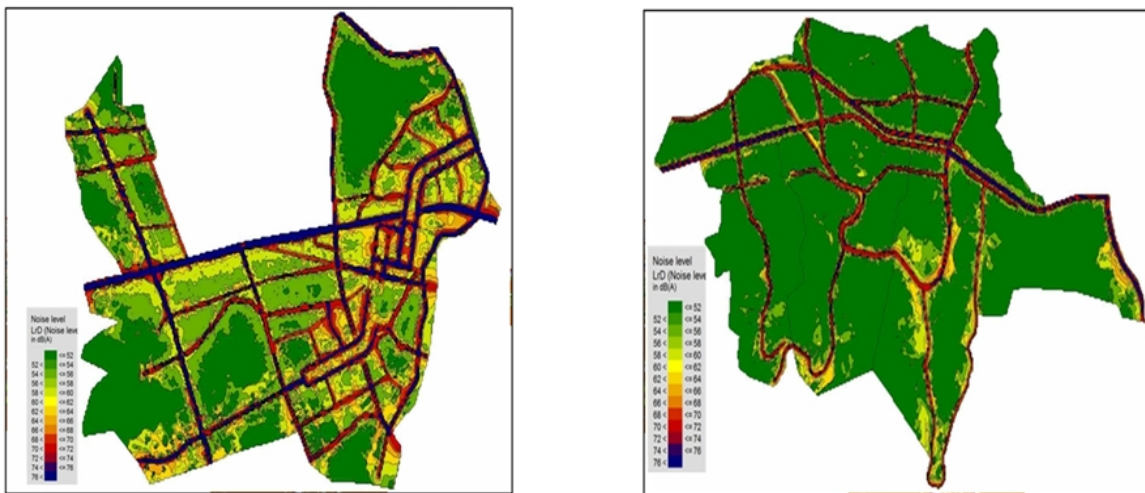 Noise level
LrD (Noise leve
in dB(A)
<= 52
52 < <= 54
54 < <= 56
56 < <= 58
58 < <= 60
60 < <= 62
62 < <= 64
64 < <= 66
66 < <= 68
68 < <= 70
70 < <= 72
72 < <= 74
74 < <= 76
76 <
Noise level
LrD (Noise leve
in dB(A)
<= 52
52 < <= 54
54 < <= 56
56 < <= 58
58 < <= 60
60 < <= 62
62 < <= 64
64 < <= 66
66 < <= 68
68 < <= 70
70 < <= 72
72 < <= 74
74 < <= 76
76 <